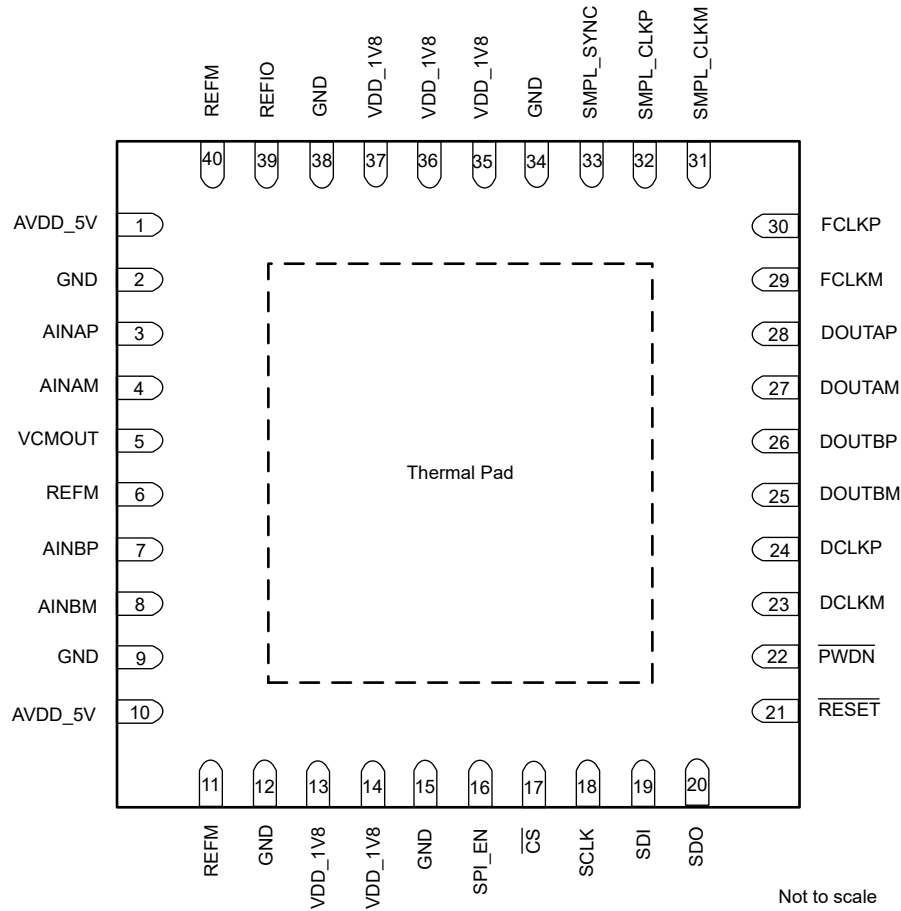 REFM
REFIO
GND
VDD_1V8
VDD_1V8
VDD_1V8
GND
SMPL_SYNC
SMPL_CLKP
SMPL_CLKM
40
39
38
37
36
35
34
33
32
31
AVDD_5V 1
30 FCLKP
GND 2
29 FCLKM
AINAP 3
28 DOUTAP
AINAM 4
27 DOUTAM
VCMOUT 5
26 DOUTBP
Thermal Pad
REFM 6
25 DOUTBM
AINBP 7
24 DCLKP
AINBM 8
23 DCLKM
GND 9
22 PWDN
AVDD_5V 10
21 RESET
11
12
13
14
15
16
17
18
19
20
REFM
GND
VDD_1V8
VDD_1V8
GND
SPI_EN
CS
SCLK
SDI
SDO
Not to scale